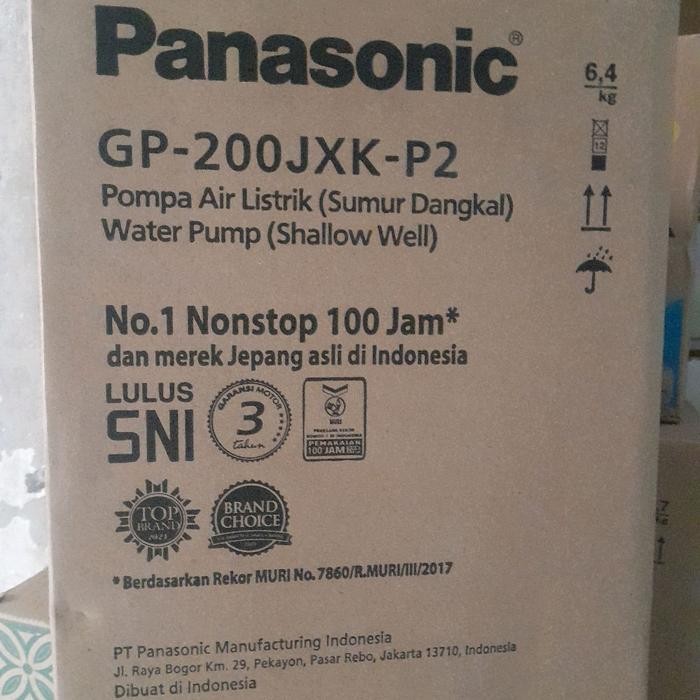 Panasonic®
GP-200JXK-P2
Pompa Air Listrik (Sumur Dangkal)
Water Pump (Shallow Well)
6,4
kg
12
No.1 Nonstop 100 Jam*
dan merek Jepang asli di Indonesia
LULUS
SNI
GARANSI MOTOR
3
tahun
MURI
PEMAKAIAN
100 JAM
TOP
BRAND
BRAND
CHOICE
*Berdasarkan Rekor MURI No. 7860/R.MURI/III/2017
PT Panasonic Manufacturing Indonesia
Jl. Raya Bogor Km. 29, Pekayon, Pasar Rebo, Jakarta 13710, Indonesia
Dibuat di Indonesia